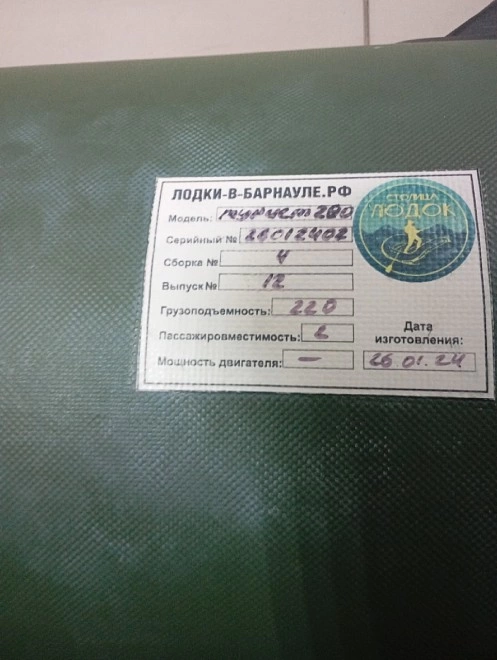 ЛОДКИ-В-БАРНАУЛЕ.РФ
СТОЛИЦА
ЛОДОК
Модель: турист 280
Серийный № 26012402
Сборка № 4
Выпуск № 12
Грузоподъемность: 220
Пассажировместимость: 2
Мощность двигателя: —
Дата
изготовления:
26 01. 24